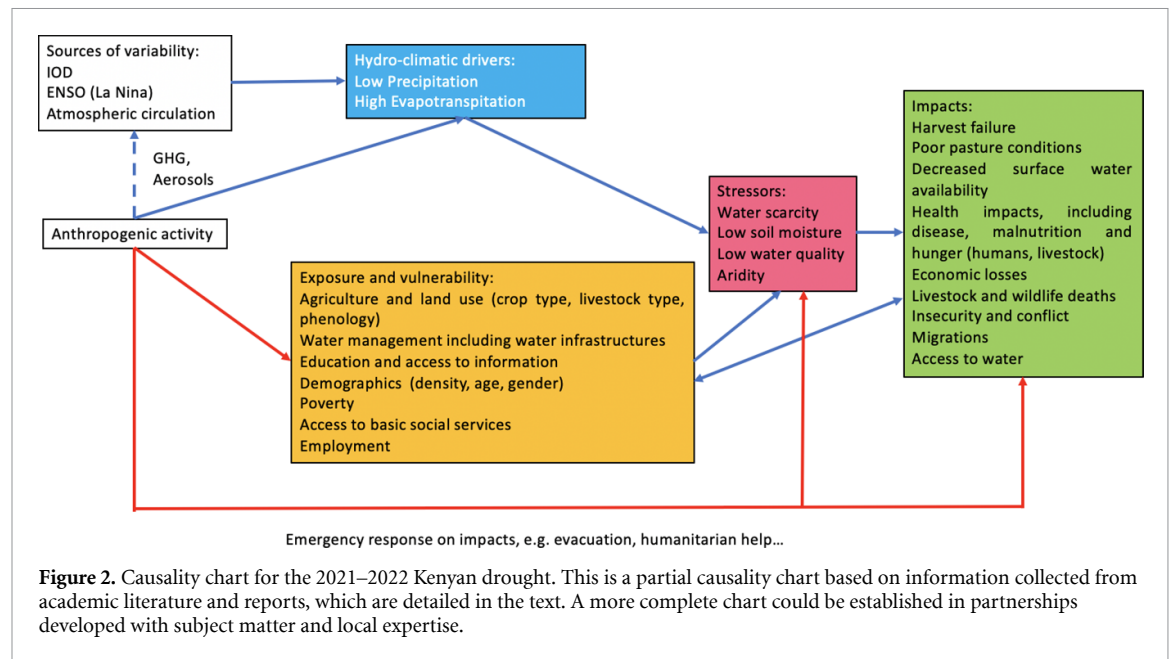 Sources of variability:
IOD
ENSO (La Nina)
Atmospheric circulation
Hydro-climatic drivers:
Low Precipitation
High Evapotranspitation
GHG,
Aerosols
Anthropogenic activity
Exposure and vulnerability:
Agriculture and land use (crop type, livestock type,
phenology)
Water management including water infrastructures
Education and access to information
Demographics (density, age, gender)
Poverty
Access to basic social services
Employment
Stressors:
Water scarcity
Low soil moisture
Low water quality
Aridity
Impacts:
Harvest failure
Poor pasture conditions
Decreased surface water
availability
Health impacts, including
disease, malnutrition and
hunger (humans, livestock)
Economic losses
Livestock and wildlife deaths
Insecurity and conflict
Migrations
Access to water
Emergency response on impacts, e.g. evacuation, humanitarian help…
Figure 2. Causality chart for the 2021–2022 Kenyan drought. This is a partial causality chart based on information collected from
academic literature and reports, which are detailed in the text. A more complete chart could be established in partnerships
developed with subject matter and local expertise.